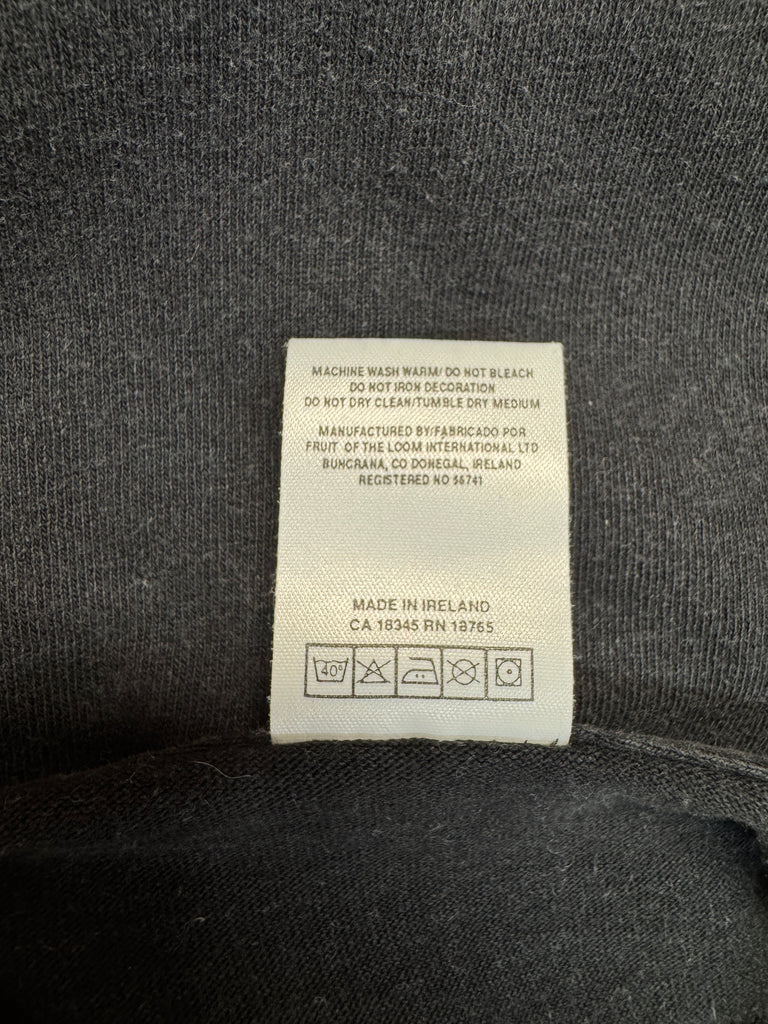 MACHINE WASH WARM/ DO NOT BLEACH
DO NOT IRON DECORATION
DO NOT DRY CLEAN/TUMBLE DRY MEDIUM
MANUFACTURED BY/FABRICADO POR
FRUIT OF THE LOOM INTERNATIONAL LTD
BUNCRANA, CO DONEGAL, IRELAND
REGISTERED NO 56741
MADE IN IRELAND
CA 18345 RN 13765
40°